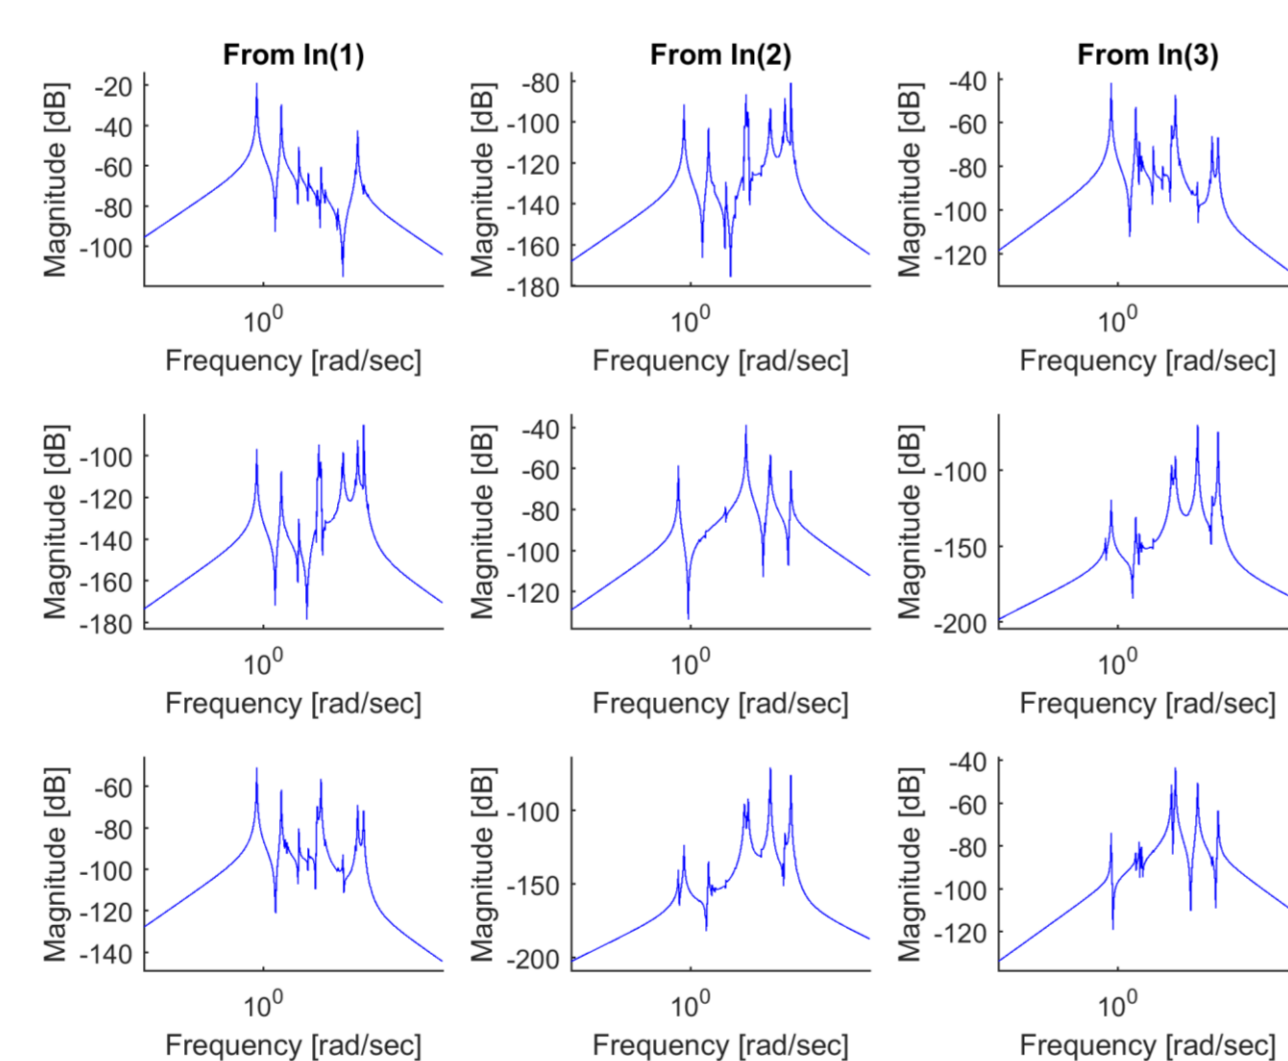 From In(1) From In(2) From In(3)
Magnitude [dB] -20 -40 -60 -80 -100
Magnitude [dB] -80 -100 -120 -140 -160 -180
Magnitude [dB] -40 -60 -80 -100 -120
10^0 10^0 10^0
Frequency [rad/sec] Frequency [rad/sec] Frequency [rad/sec]
Magnitude [dB] -100 -120 -140 -160 -180
Magnitude [dB] -40 -60 -80 -100 -120
Magnitude [dB] -100 -150 -200
10^0 10^0 10^0
Frequency [rad/sec] Frequency [rad/sec] Frequency [rad/sec]
Magnitude [dB] -60 -80 -100 -120 -140
Magnitude [dB] -100 -150 -200
Magnitude [dB] -40 -60 -80 -100 -120
10^0 10^0 10^0
Frequency [rad/sec] Frequency [rad/sec] Frequency [rad/sec]